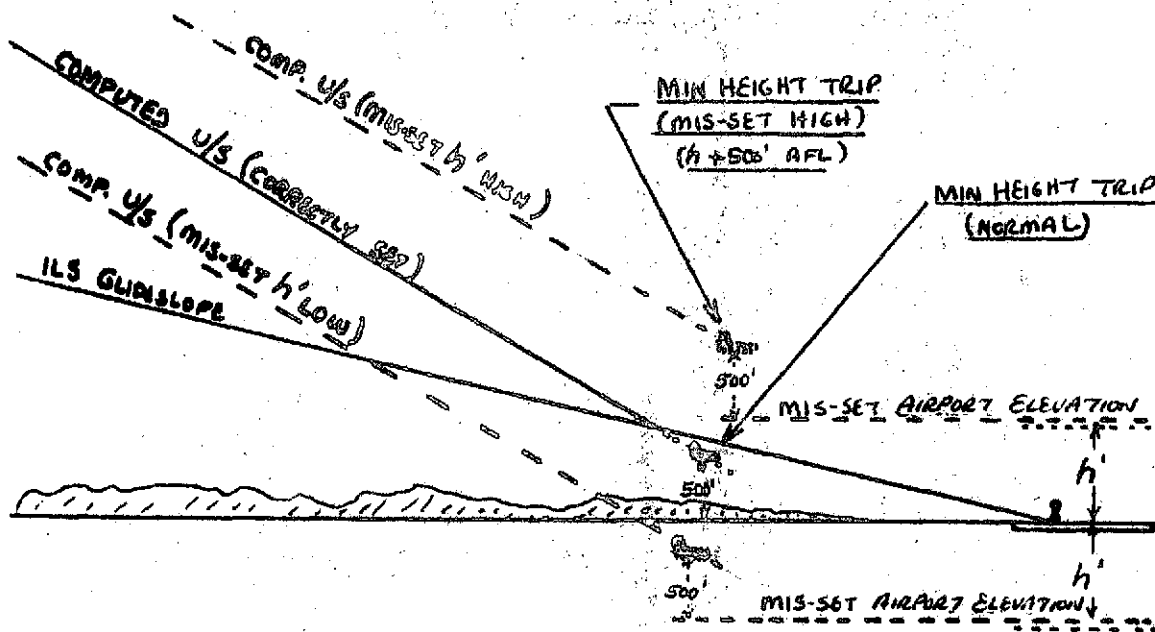 COMP. U/S (MIS-SET h' HIGH)
COMPUTED U/S (CORRECTLY SET)
COMP. U/S (MIS-SET h' LOW)
ILS GLIDESLOPE
MIN HEIGHT TRIP
(MIS-SET HIGH)
(h + 500' AFL)
MIN HEIGHT TRIP
(NORMAL)
500'
MIS-SET AIRPORT ELEVATION
h'
500'
h'
500'
MIS-SET AIRPORT ELEVATION